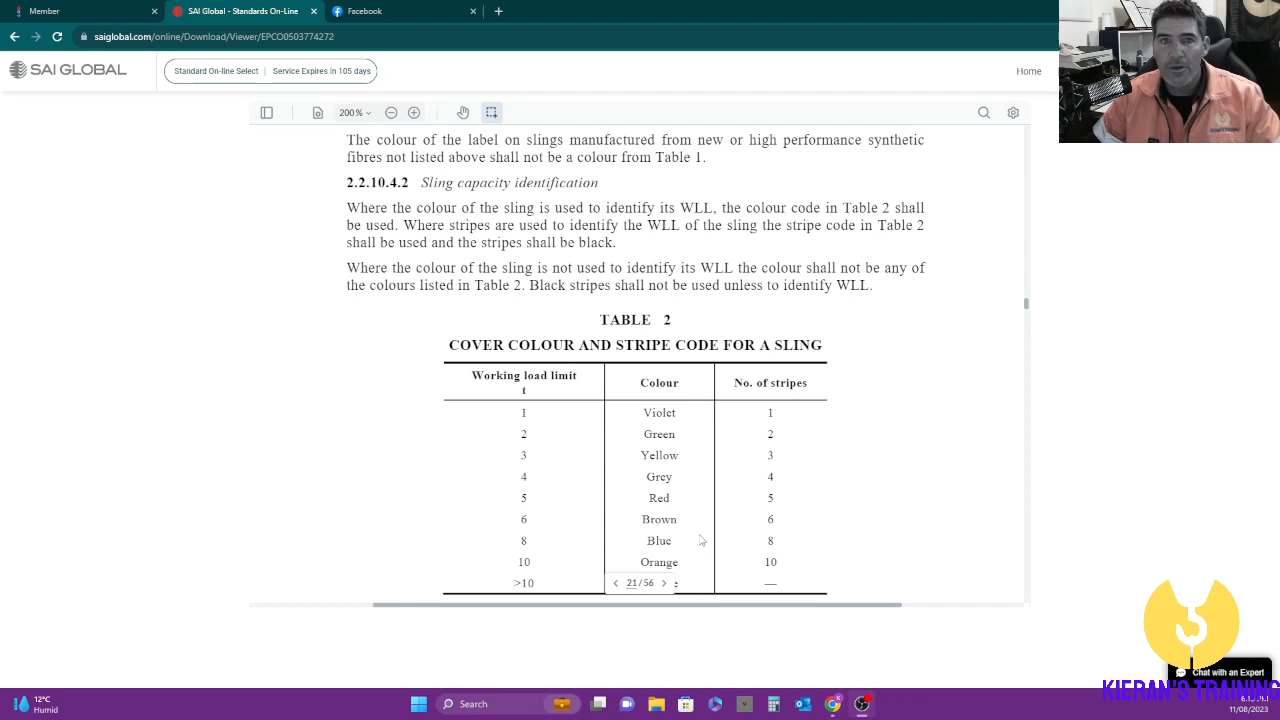 Member
SAI Global - Standards On-Line
Facebook
saiglobal.com/online/Download/Viewer/EPCO0503774272
SAI GLOBAL
Standard On-line Select | Service Expires in 105 days
Home
200 %
The colour of the label on slings manufactured from new or high performance synthetic
fibres not listed above shall not be a colour from Table 1.
2.2.10.4.2 Sling capacity identification
Where the colour of the sling is used to identify its WLL, the colour code in Table 2 shall
be used. Where stripes are used to identify the WLL of the sling the stripe code in Table 2
shall be used and the stripes shall be black.
Where the colour of the sling is not used to identify its WLL the colour shall not be any of
the colours listed in Table 2. Black stripes shall not be used unless to identify WLL.
TABLE 2
COVER COLOUR AND STRIPE CODE FOR A SLING
Working load limit
t
Colour
No. of stripes
1 Violet 1
2 Green 2
3 Yellow 3
4 Grey 4
5 Red 5
6 Brown 6
8 Blue 8
10 Orange 10
>10 —
21 / 56
Chat with an Expert
KIERAN'S TRAINING
12°C
Humid
Search
11/08/2023